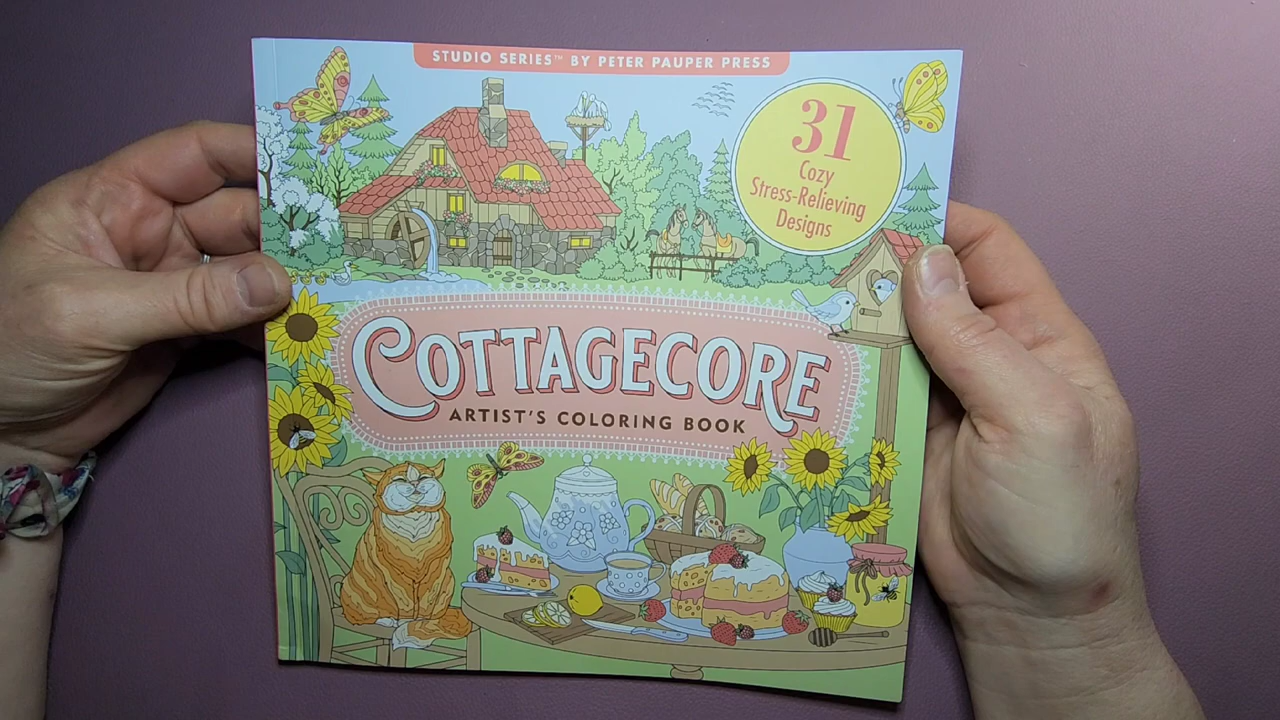 STUDIO SERIES™ BY PETER PAUPER PRESS
31
Cozy
Stress-Relieving
Designs
COTTAGECORE
ARTIST'S COLORING BOOK